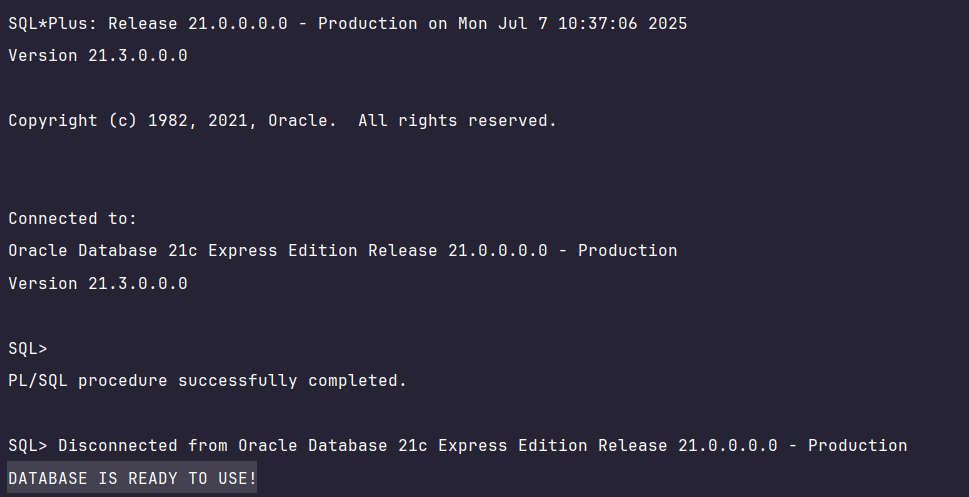 SQL*Plus: Release 21.0.0.0.0 - Production on Mon Jul 7 10:37:06 2025
Version 21.3.0.0.0
Copyright (c) 1982, 2021, Oracle.  All rights reserved.
Connected to:
Oracle Database 21c Express Edition Release 21.0.0.0.0 - Production
Version 21.3.0.0.0
SQL>
PL/SQL procedure successfully completed.
SQL> Disconnected from Oracle Database 21c Express Edition Release 21.0.0.0.0 - Production
DATABASE IS READY TO USE!